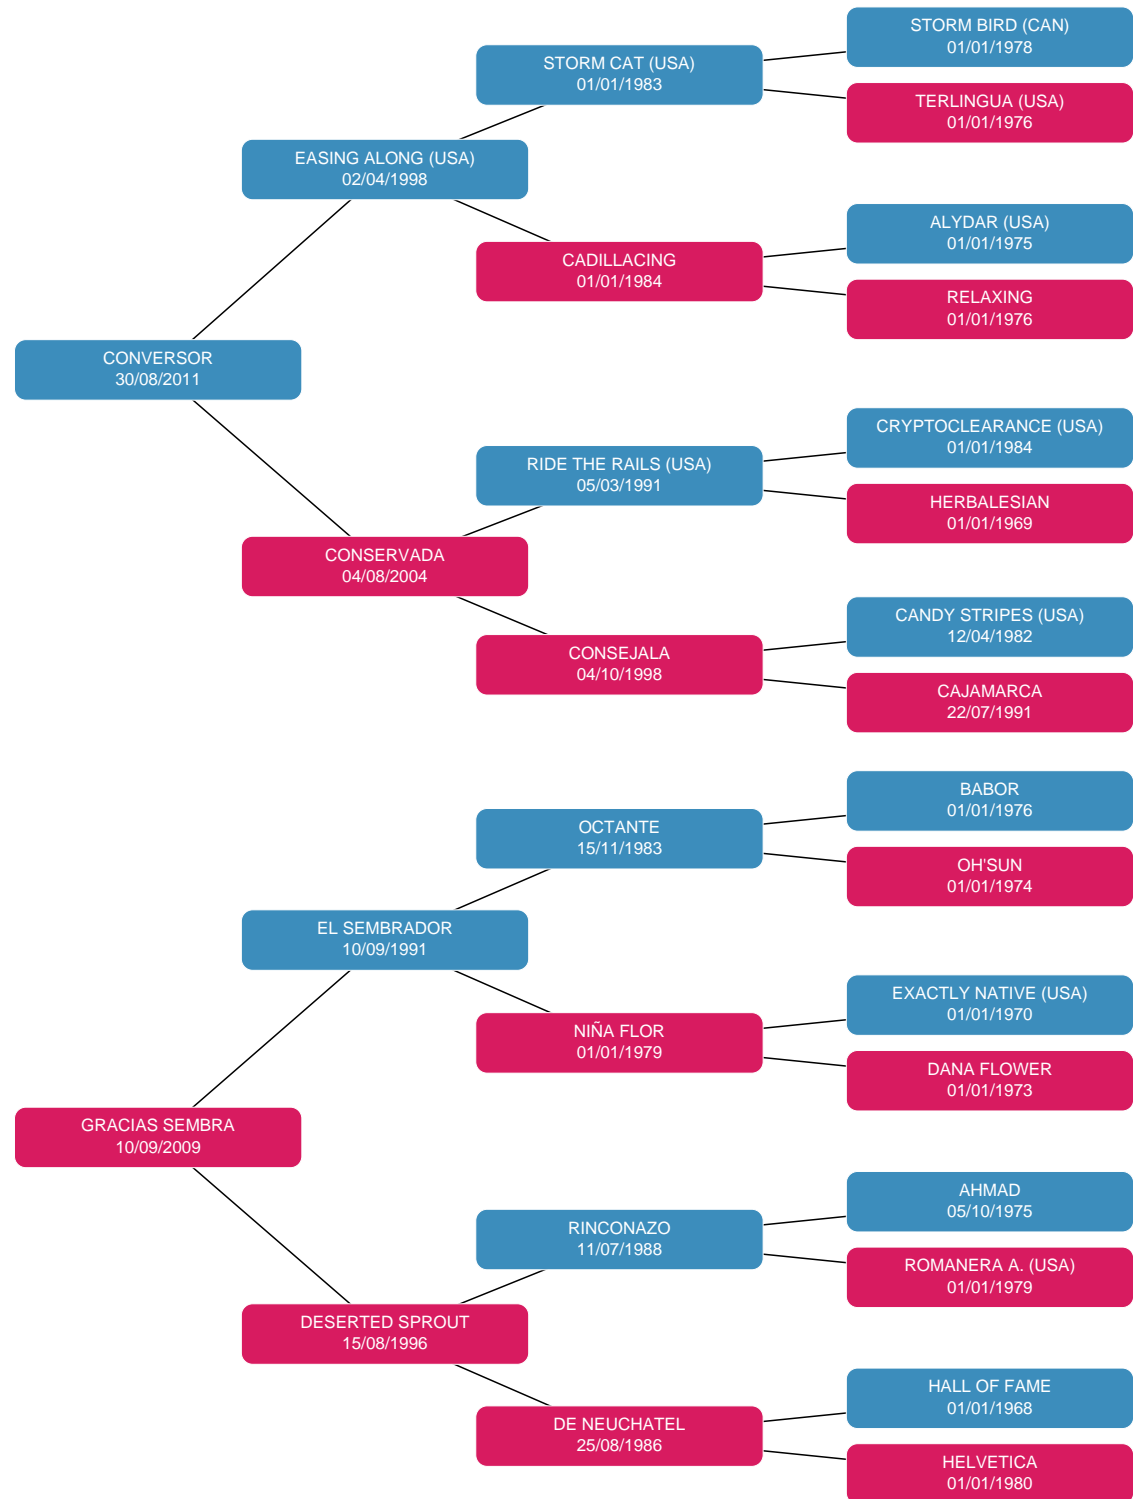 STORM BIRD (CAN)
01/01/1978
STORM CAT (USA)
01/01/1983
TERLINGUA (USA)
01/01/1976
EASING ALONG (USA)
02/04/1998
ALYDAR (USA)
01/01/1975
CADILLACING
01/01/1984
RELAXING
01/01/1976
CONVERSOR
30/08/2011
CRYPTOCLEARANCE (USA)
01/01/1984
RIDE THE RAILS (USA)
05/03/1991
HERBALESIAN
01/01/1969
CONSERVADA
04/08/2004
CANDY STRIPES (USA)
12/04/1982
CONSEJALA
04/10/1998
CAJAMARCA
22/07/1991
BABOR
01/01/1976
OCTANTE
15/11/1983
OH'SUN
01/01/1974
EL SEMBRADOR
10/09/1991
EXACTLY NATIVE (USA)
01/01/1970
NIÑA FLOR
01/01/1979
DANA FLOWER
01/01/1973
GRACIAS SEMBRA
10/09/2009
AHMAD
05/10/1975
RINCONAZO
11/07/1988
ROMANERA A. (USA)
01/01/1979
DESERTED SPROUT
15/08/1996
HALL OF FAME
01/01/1968
DE NEUCHATEL
25/08/1986
HELVETICA
01/01/1980